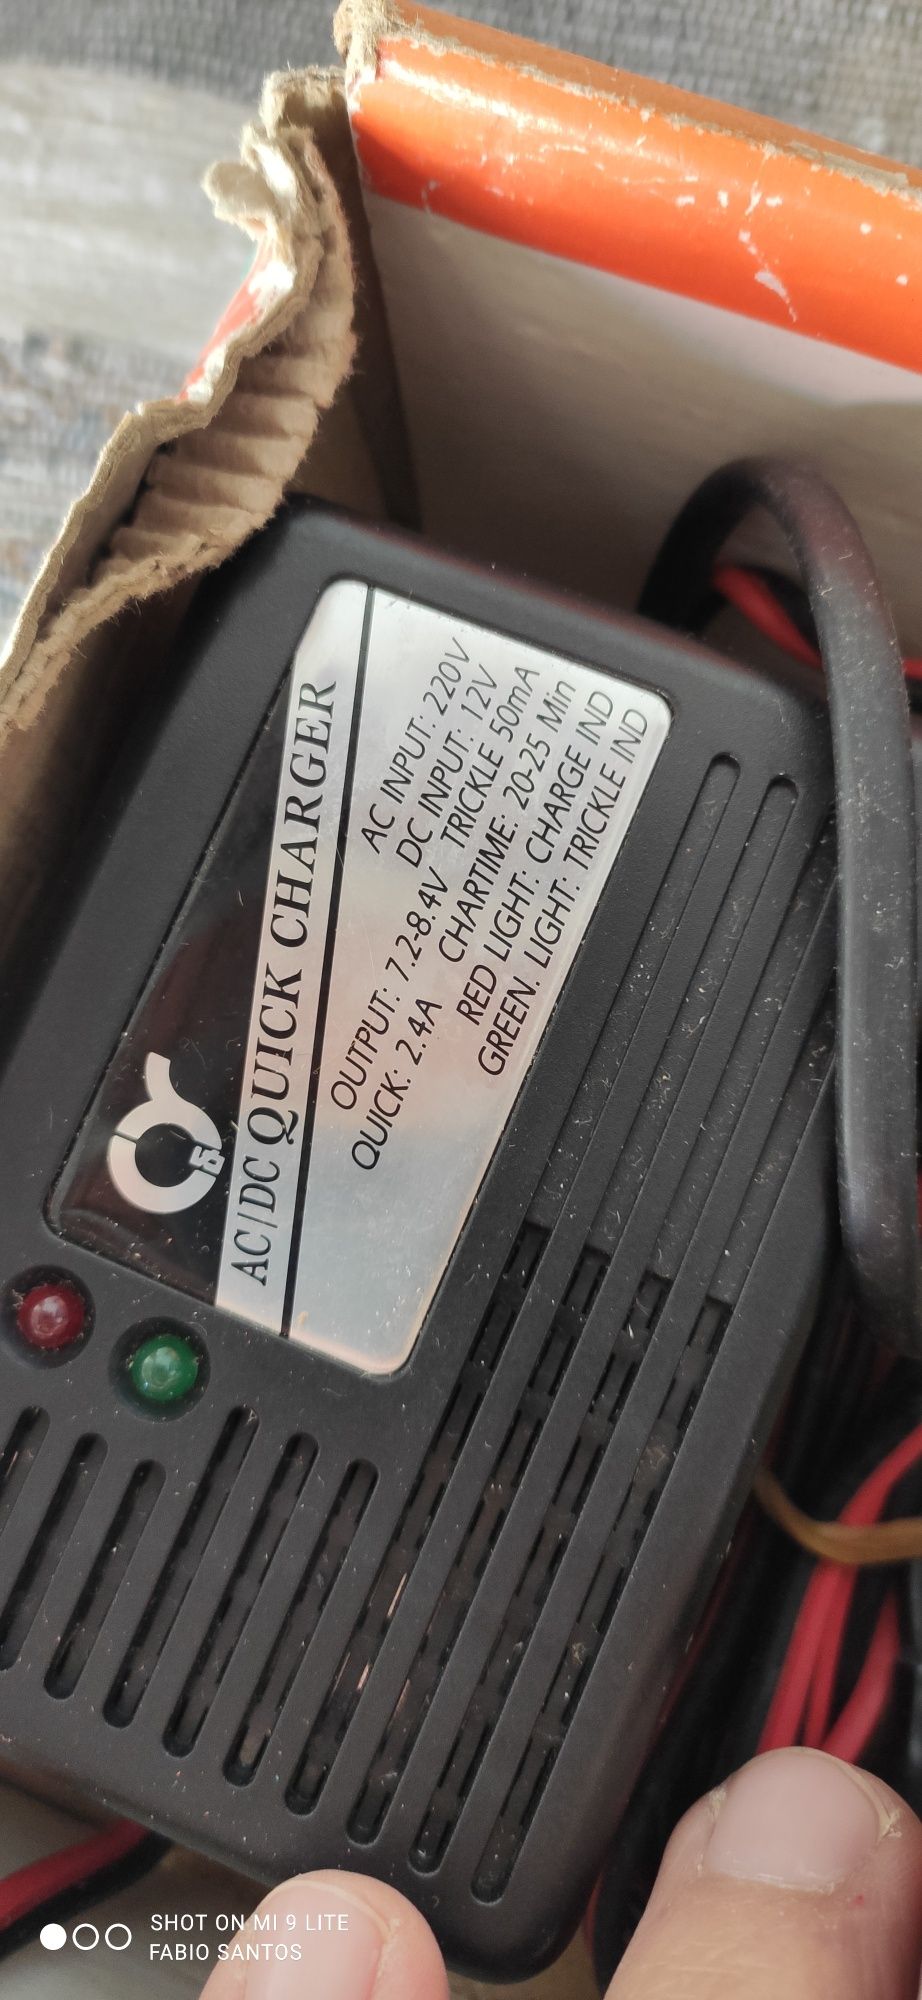 AC/DC QUICK CHARGER
AC INPUT: 220V
DC INPUT: 12V
OUTPUT: 7.2-8.4V TRICKLE 50mA
QUICK: 2.4A CHARTIME: 20-25 Min
RED LIGHT: CHARGE IND
GREEN. LIGHT: TRICKLE IND
SHOT ON MI 9 LITE
FABIO SANTOS